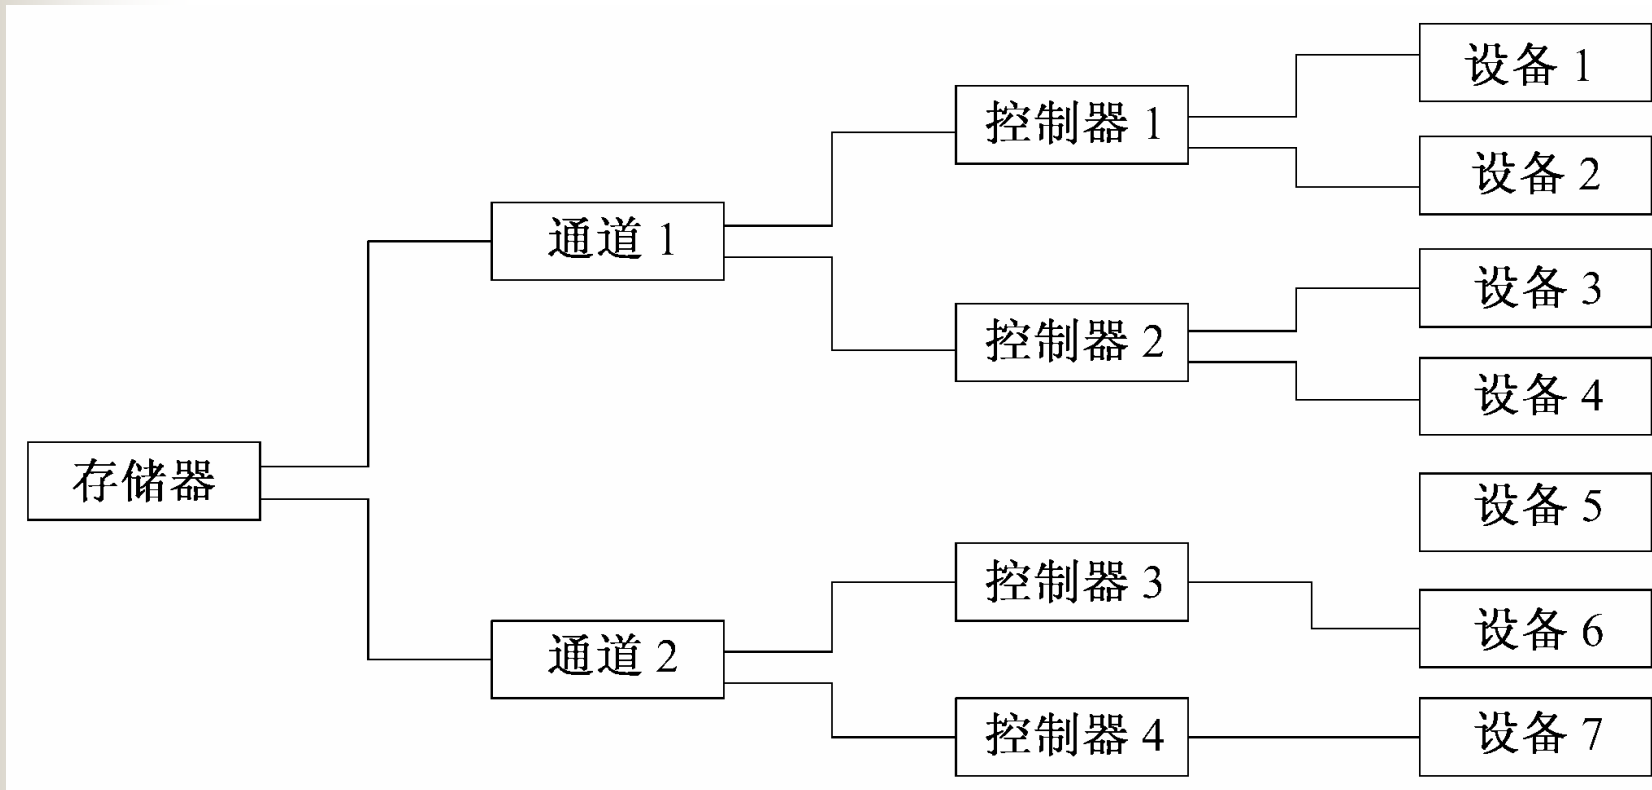 设备 1
控制器 1
设备 2
通道 1
设备 3
控制器 2
设备 4
存储器
设备 5
控制器 3
设备 6
通道 2
控制器 4
设备 7